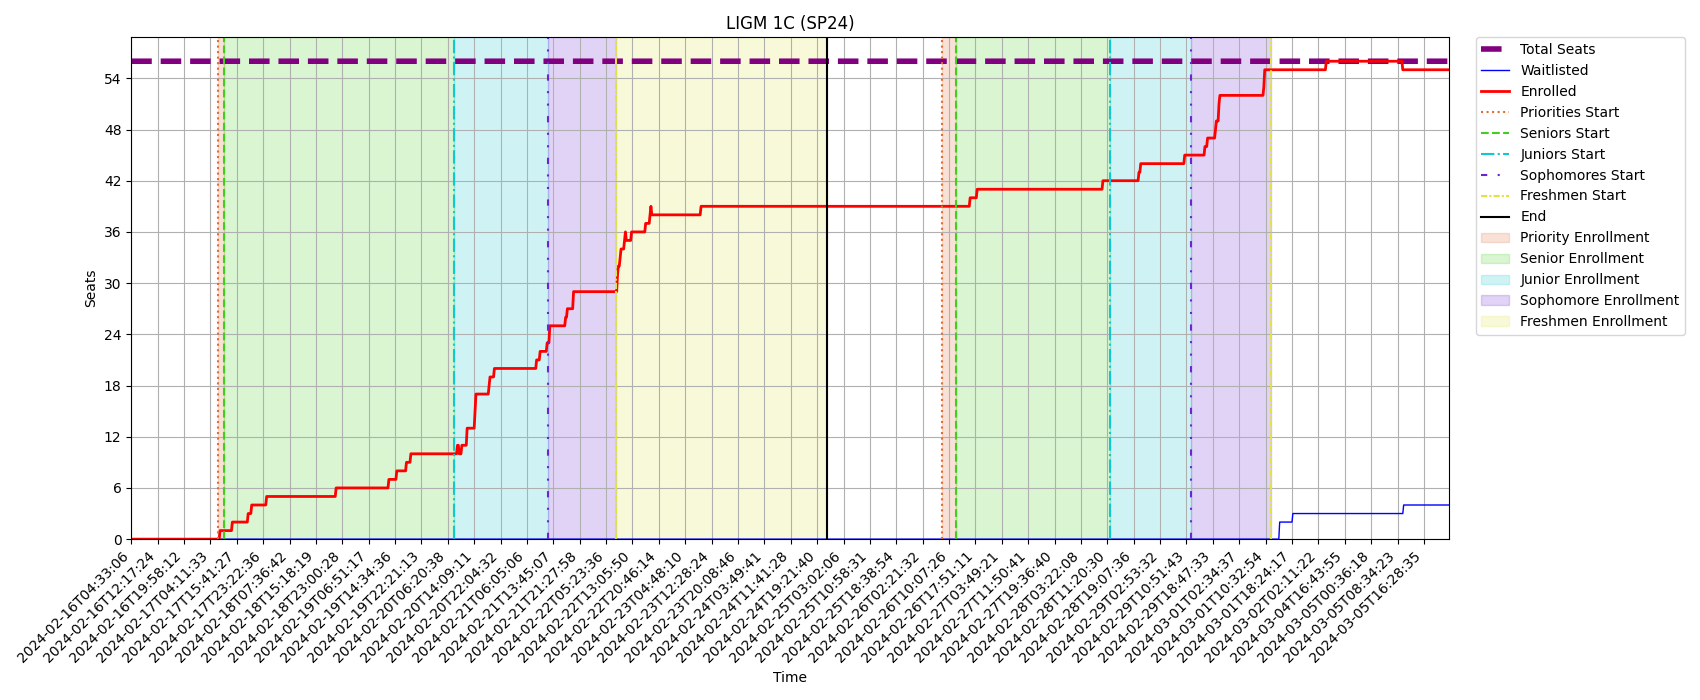 LIGM 1C (SP24)
Seats
54
48
42
36
30
24
18
12
6
0
2024-02-16T04:33:06
2024-02-16T12:17:24
2024-02-16T19:58:12
2024-02-17T04:11:33
2024-02-17T15:41:27
2024-02-17T23:22:36
2024-02-18T07:36:42
2024-02-18T15:18:19
2024-02-18T23:00:28
2024-02-19T06:51:17
2024-02-19T14:34:36
2024-02-19T22:21:13
2024-02-20T06:20:38
2024-02-20T14:09:11
2024-02-20T22:04:32
2024-02-21T06:05:06
2024-02-21T13:45:07
2024-02-21T21:27:58
2024-02-22T05:23:36
2024-02-22T13:05:50
2024-02-22T20:46:14
2024-02-23T04:48:10
2024-02-23T12:28:24
2024-02-23T20:08:46
2024-02-24T03:49:41
2024-02-24T11:41:28
2024-02-24T19:21:40
2024-02-25T03:02:06
2024-02-25T10:58:31
2024-02-25T18:38:54
2024-02-26T02:21:32
2024-02-26T10:07:26
2024-02-26T17:51:11
2024-02-27T03:49:21
2024-02-27T11:50:41
2024-02-27T19:36:40
2024-02-28T03:22:08
2024-02-28T11:20:30
2024-02-28T19:07:36
2024-02-29T02:53:32
2024-02-29T10:51:43
2024-02-29T18:47:33
2024-03-01T02:34:37
2024-03-01T10:32:54
2024-03-01T18:24:17
2024-03-02T02:11:22
2024-03-04T16:43:55
2024-03-05T00:36:18
2024-03-05T08:34:23
2024-03-05T16:28:35
Time
Total Seats
Waitlisted
Enrolled
Priorities Start
Seniors Start
Juniors Start
Sophomores Start
Freshmen Start
End
Priority Enrollment
Senior Enrollment
Junior Enrollment
Sophomore Enrollment
Freshmen Enrollment